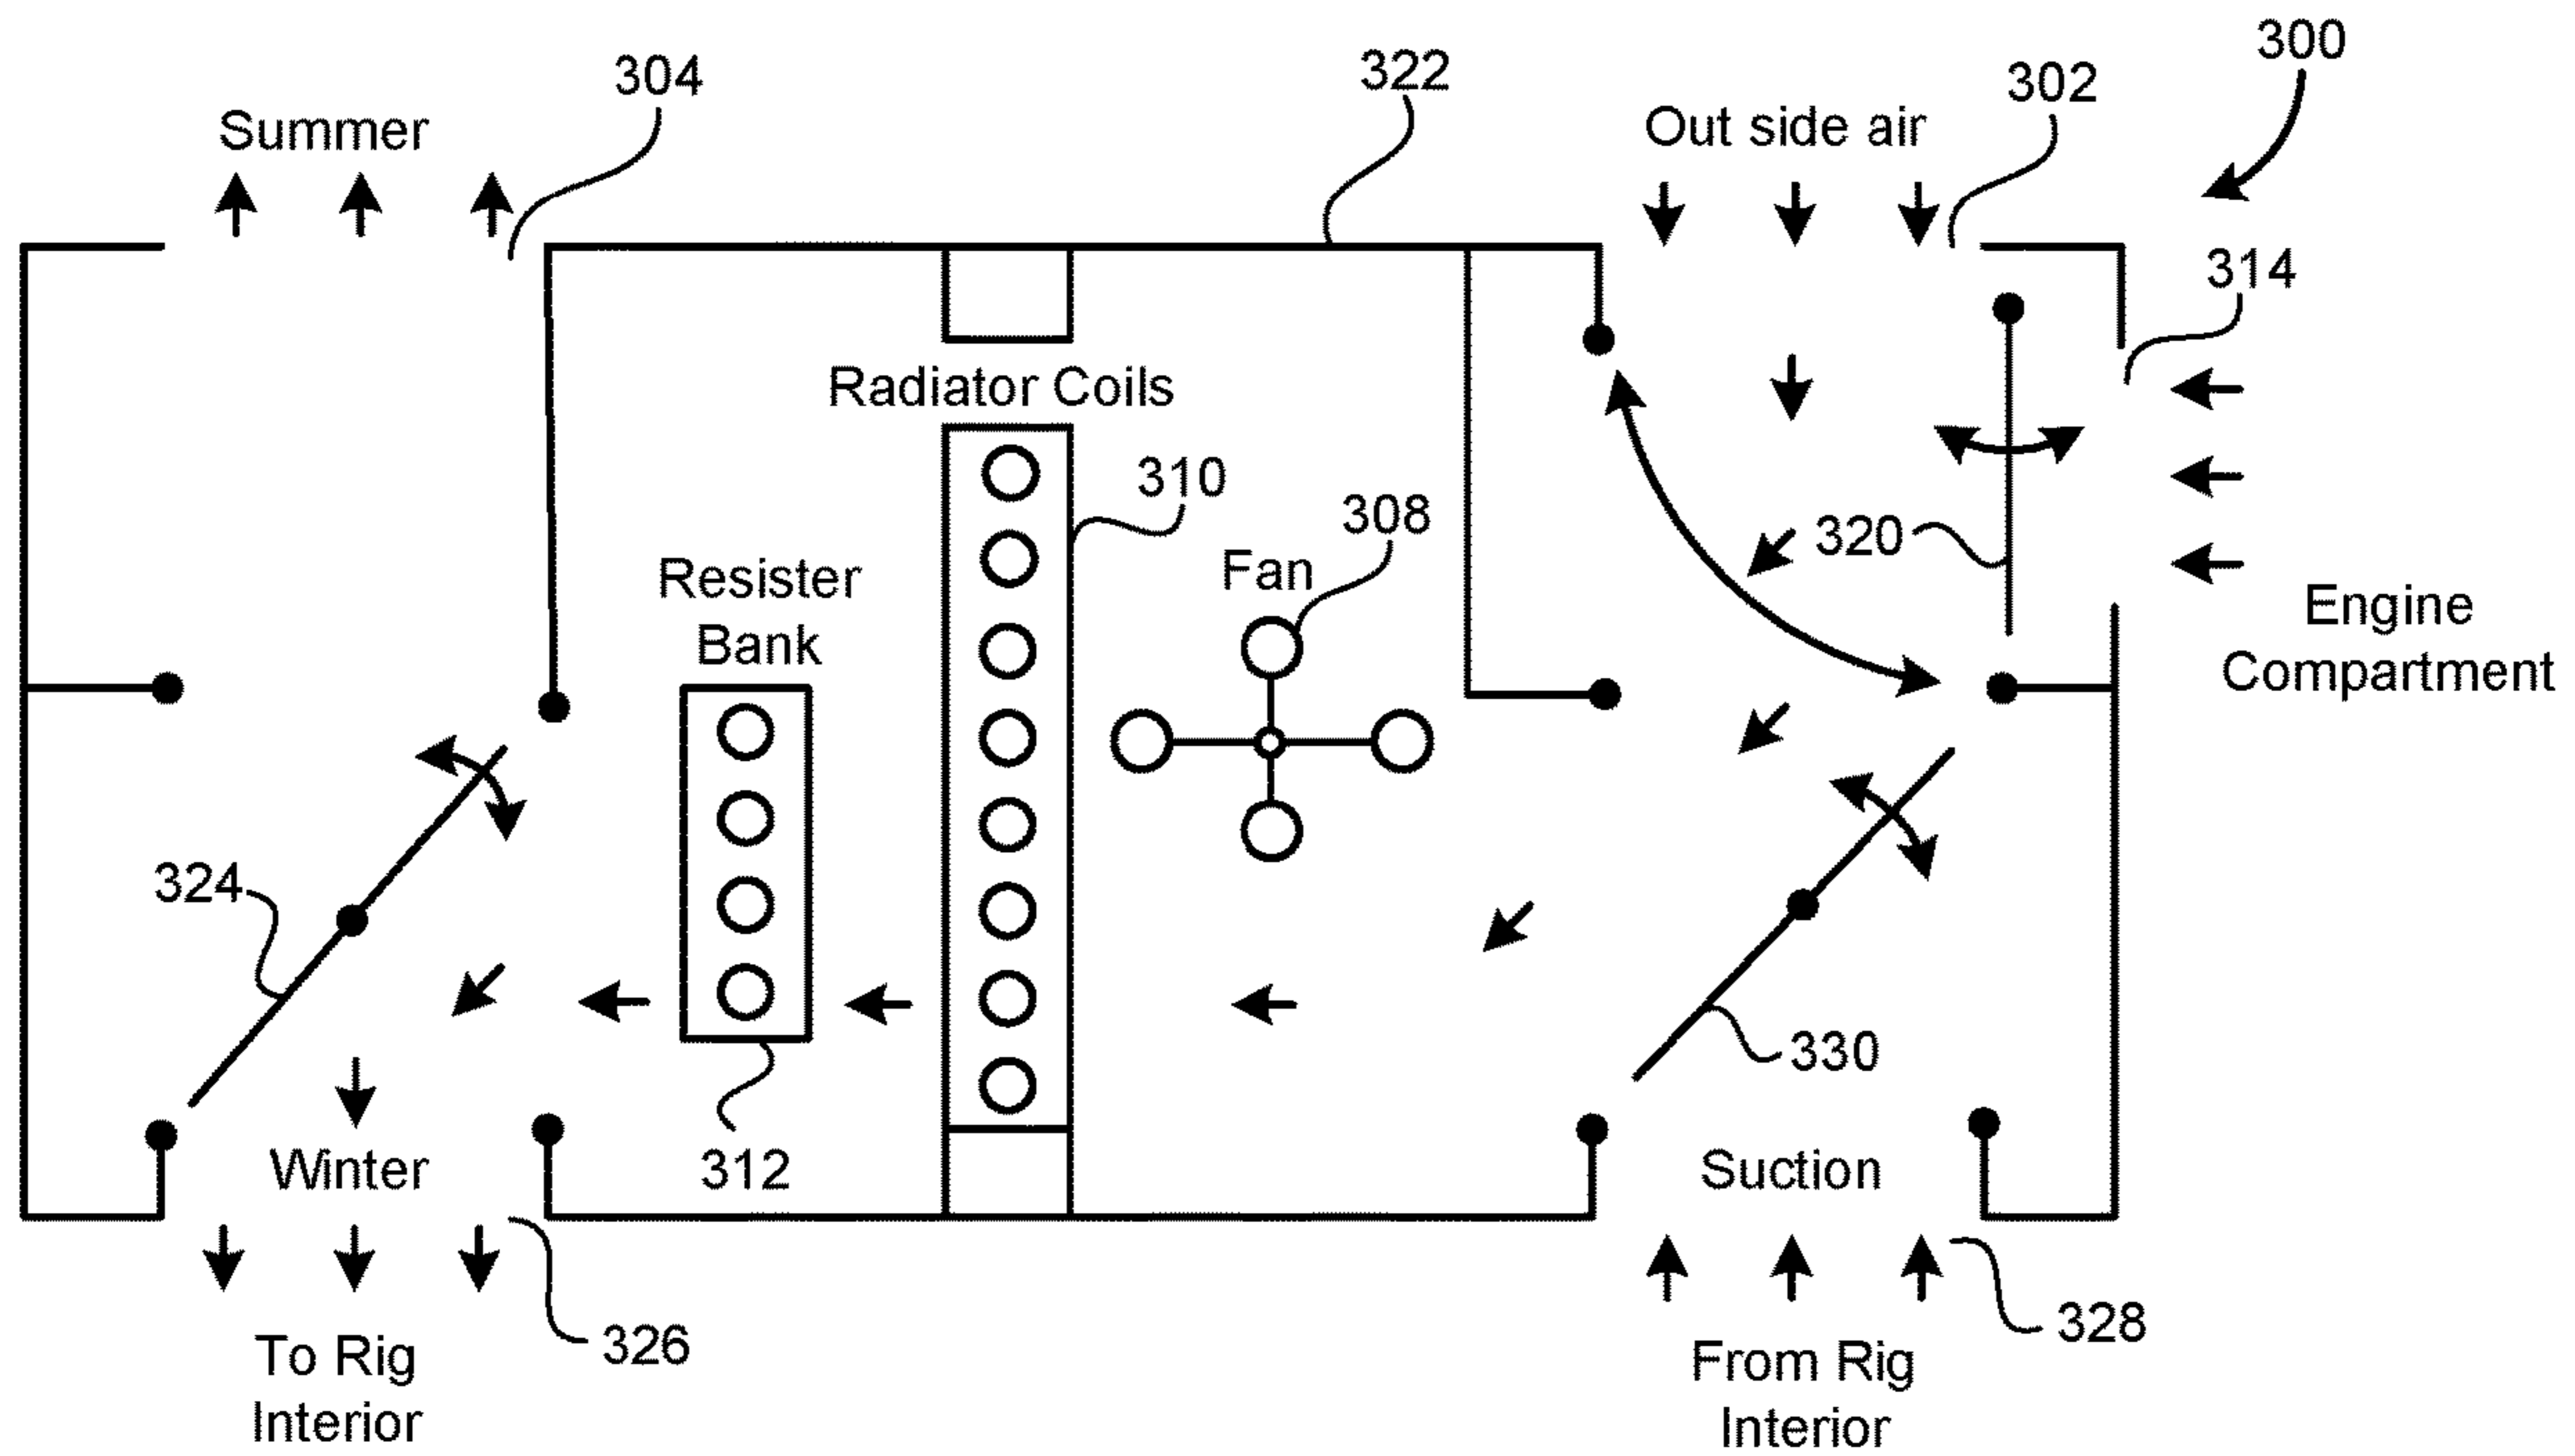 300
304
322
302
Summer
Out side air
314
Radiator Coils
310
308
320
Fan
Resister
Bank
Engine
Compartment
324
330
312
Winter
Suction
326
328
To Rig
Interior
From Rig
Interior